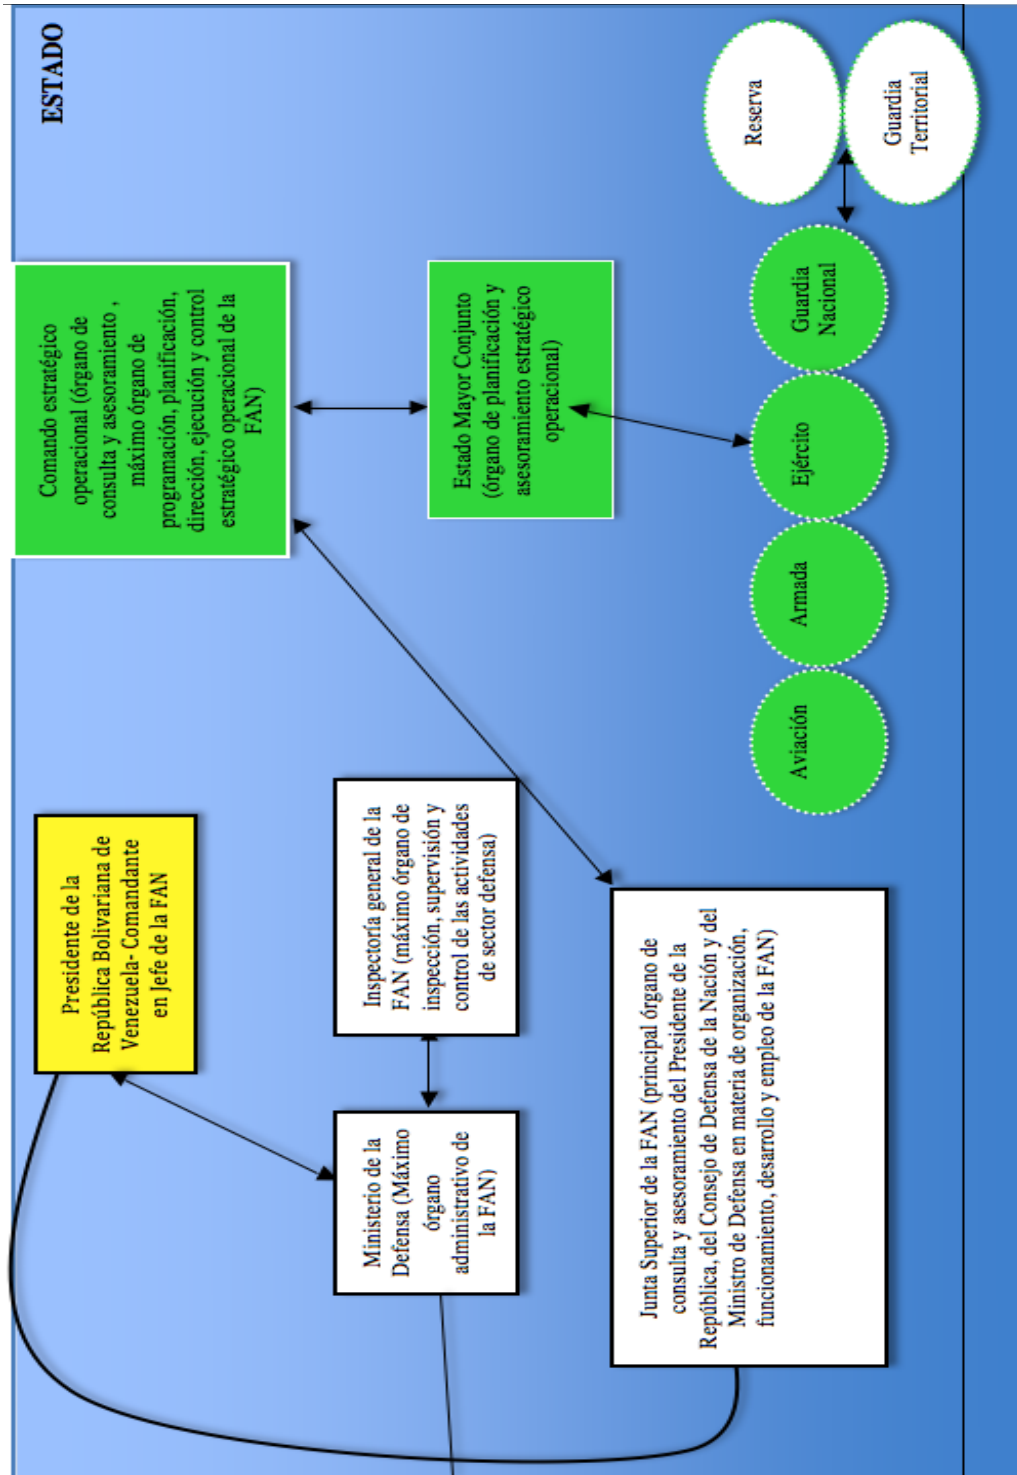 ESTADO
Presidente de la
República Bolivariana de
Venezuela- Comandante
en Jefe de la FAN
Comando estratégico
operacional (órgano de
consulta y asesoramiento ,
máximo órgano de
programación, planificación,
dirección, ejecución y control
estratégico operacional de la
FAN)
Ministerio de la
Defensa (Máximo
órgano
administrativo de
la FAN)
Inspectoría general de la
FAN (máximo órgano de
inspección, supervisión y
control de las actividades
de sector defensa)
Estado Mayor Conjunto
(órgano de planificación y
asesoramiento estratégico
operacional)
Junta Superior de la FAN (principal órgano de
consulta y asesoramiento del Presidente de la
República, del Consejo de Defensa de la Nación y del
Ministro de Defensa en materia de organización,
funcionamiento, desarrollo y empleo de la FAN)
Aviación
Armada
Ejército
Guardia
Nacional
Reserva
Guardia
Territorial